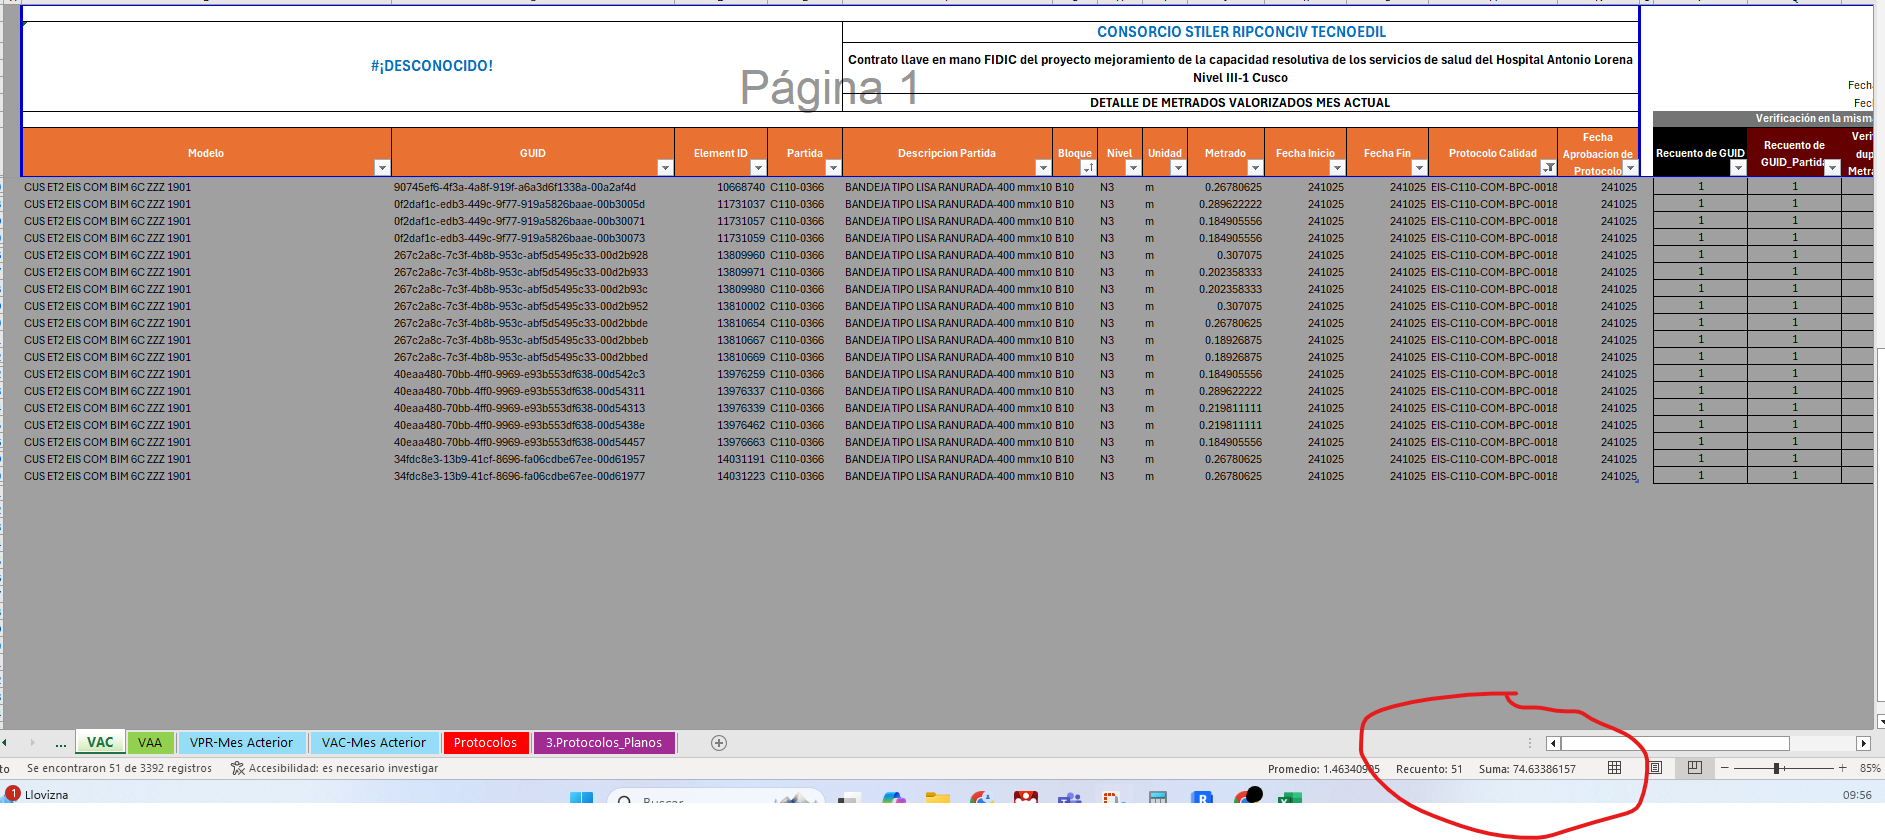 CONSORCIO STILER RIPCONCIV TECNOEDIL
#¡DESCONOCIDO!
Contrato llave en mano FIDIC del proyecto mejoramiento de la capacidad resolutiva de los servicios de salud del Hospital Antonio Lorena
Nivel III-1 Cusco
Página 1
DETALLE DE METRADOS VALORIZADOS MES ACTUAL
Verificación en la misma
Modelo GUID Element ID Partida Descripcion Partida Bloque Nivel Unidad Metrado Fecha Inicio Fecha Fin Protocolo Calidad Fecha Aprobacion de Protocolo Recuento de GUID Recuento de GUID_Partida
CUS ET2 EIS COM BIM 6C ZZZ 1901 90745ef6-4f3a-4a8f-919f-a6a3d6f1338a-00a2af4d 10668740 C110-0366 BANDEJA TIPO LISA RANURADA-400 mmx10 B10 N3 m 0.26780625 241025 241025 EIS-C110-COM-BPC-0018 241025 1 1
CUS ET2 EIS COM BIM 6C ZZZ 1901 0f2daf1c-edb3-449c-9f77-919a5826baae-00b3005d 11731037 C110-0366 BANDEJA TIPO LISA RANURADA-400 mmx10 B10 N3 m 0.289622222 241025 241025 EIS-C110-COM-BPC-0018 241025 1 1
CUS ET2 EIS COM BIM 6C ZZZ 1901 0f2daf1c-edb3-449c-9f77-919a5826baae-00b30071 11731057 C110-0366 BANDEJA TIPO LISA RANURADA-400 mmx10 B10 N3 m 0.184905556 241025 241025 EIS-C110-COM-BPC-0018 241025 1 1
CUS ET2 EIS COM BIM 6C ZZZ 1901 0f2daf1c-edb3-449c-9f77-919a5826baae-00b30073 11731059 C110-0366 BANDEJA TIPO LISA RANURADA-400 mmx10 B10 N3 m 0.184905556 241025 241025 EIS-C110-COM-BPC-0018 241025 1 1
CUS ET2 EIS COM BIM 6C ZZZ 1901 267c2a8c-7c3f-4b8b-953c-abf5d5495c33-00d2b928 13809960 C110-0366 BANDEJA TIPO LISA RANURADA-400 mmx10 B10 N3 m 0.307075 241025 241025 EIS-C110-COM-BPC-0018 241025 1 1
CUS ET2 EIS COM BIM 6C ZZZ 1901 267c2a8c-7c3f-4b8b-953c-abf5d5495c33-00d2b933 13809971 C110-0366 BANDEJA TIPO LISA RANURADA-400 mmx10 B10 N3 m 0.202358333 241025 241025 EIS-C110-COM-BPC-0018 241025 1 1
CUS ET2 EIS COM BIM 6C ZZZ 1901 267c2a8c-7c3f-4b8b-953c-abf5d5495c33-00d2b93c 13809980 C110-0366 BANDEJA TIPO LISA RANURADA-400 mmx10 B10 N3 m 0.202358333 241025 241025 EIS-C110-COM-BPC-0018 241025 1 1
CUS ET2 EIS COM BIM 6C ZZZ 1901 267c2a8c-7c3f-4b8b-953c-abf5d5495c33-00d2b952 13810002 C110-0366 BANDEJA TIPO LISA RANURADA-400 mmx10 B10 N3 m 0.307075 241025 241025 EIS-C110-COM-BPC-0018 241025 1 1
CUS ET2 EIS COM BIM 6C ZZZ 1901 267c2a8c-7c3f-4b8b-953c-abf5d5495c33-00d2bbde 13810654 C110-0366 BANDEJA TIPO LISA RANURADA-400 mmx10 B10 N3 m 0.26780625 241025 241025 EIS-C110-COM-BPC-0018 241025 1 1
CUS ET2 EIS COM BIM 6C ZZZ 1901 267c2a8c-7c3f-4b8b-953c-abf5d5495c33-00d2bbeb 13810667 C110-0366 BANDEJA TIPO LISA RANURADA-400 mmx10 B10 N3 m 0.18926875 241025 241025 EIS-C110-COM-BPC-0018 241025 1 1
CUS ET2 EIS COM BIM 6C ZZZ 1901 267c2a8c-7c3f-4b8b-953c-abf5d5495c33-00d2bbed 13810669 C110-0366 BANDEJA TIPO LISA RANURADA-400 mmx10 B10 N3 m 0.18926875 241025 241025 EIS-C110-COM-BPC-0018 241025 1 1
CUS ET2 EIS COM BIM 6C ZZZ 1901 40eaa480-70bb-4ff0-9969-e93b553df638-00d542c3 13976259 C110-0366 BANDEJA TIPO LISA RANURADA-400 mmx10 B10 N3 m 0.184905556 241025 241025 EIS-C110-COM-BPC-0018 241025 1 1
CUS ET2 EIS COM BIM 6C ZZZ 1901 40eaa480-70bb-4ff0-9969-e93b553df638-00d54311 13976337 C110-0366 BANDEJA TIPO LISA RANURADA-400 mmx10 B10 N3 m 0.289622222 241025 241025 EIS-C110-COM-BPC-0018 241025 1 1
CUS ET2 EIS COM BIM 6C ZZZ 1901 40eaa480-70bb-4ff0-9969-e93b553df638-00d54313 13976339 C110-0366 BANDEJA TIPO LISA RANURADA-400 mmx10 B10 N3 m 0.219811111 241025 241025 EIS-C110-COM-BPC-0018 241025 1 1
CUS ET2 EIS COM BIM 6C ZZZ 1901 40eaa480-70bb-4ff0-9969-e93b553df638-00d5438e 13976462 C110-0366 BANDEJA TIPO LISA RANURADA-400 mmx10 B10 N3 m 0.219811111 241025 241025 EIS-C110-COM-BPC-0018 241025 1 1
CUS ET2 EIS COM BIM 6C ZZZ 1901 40eaa480-70bb-4ff0-9969-e93b553df638-00d54457 13976663 C110-0366 BANDEJA TIPO LISA RANURADA-400 mmx10 B10 N3 m 0.184905556 241025 241025 EIS-C110-COM-BPC-0018 241025 1 1
CUS ET2 EIS COM BIM 6C ZZZ 1901 34fdc8e3-13b9-41cf-8696-fa06cdbe67ee-00d61957 14031191 C110-0366 BANDEJA TIPO LISA RANURADA-400 mmx10 B10 N3 m 0.26780625 241025 241025 EIS-C110-COM-BPC-0018 241025 1 1
CUS ET2 EIS COM BIM 6C ZZZ 1901 34fdc8e3-13b9-41cf-8696-fa06cdbe67ee-00d61977 14031223 C110-0366 BANDEJA TIPO LISA RANURADA-400 mmx10 B10 N3 m 0.26780625 241025 241025 EIS-C110-COM-BPC-0018 241025 1 1
... VAC VAA VPR-Mes Acterior VAC-Mes Acterior Protocolos 3.Protocolos_Planos
Se encontraron 51 de 3392 registros Accesibilidad: es necesario investigar Promedio: 1.46340905 Recuento: 51 Suma: 74.63386157 85%
1 Llovizna Buscar 09:56